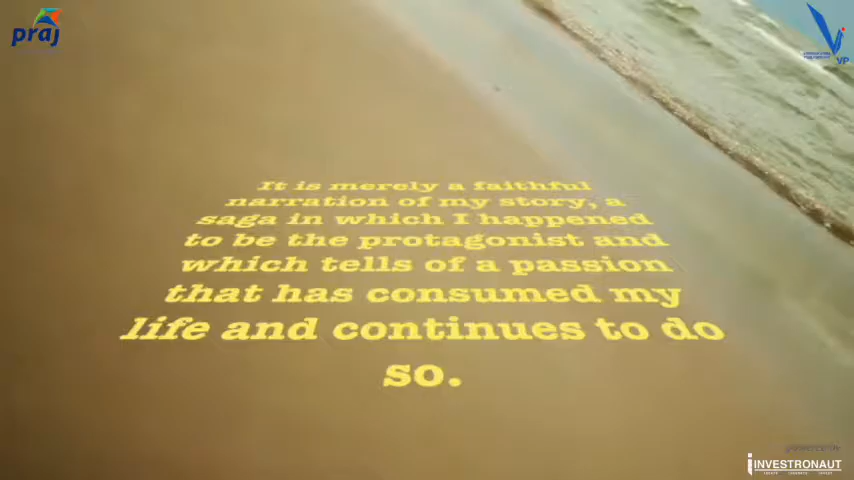 praj
VP
It is merely a faithful
narration of my story, a
saga in which I happened
to be the protagonist and
which tells of a passion
that has consumed my
life and continues to do
so.
INVESTRONAUT